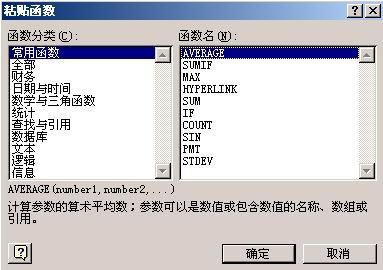 粘贴函数
函数分类(C):
常用函数
全部
财务
日期与时间
数学与三角函数
统计
查找与引用
数据库
文本
逻辑
信息
函数名(N):
AVERAGE
SUMIF
MAX
HYPERLINK
SUM
IF
COUNT
SIN
PMT
STDEV
AVERAGE(number1,number2,...)
计算参数的算术平均数；参数可以是数值或包含数值的名称、数组或
引用。
确定
取消